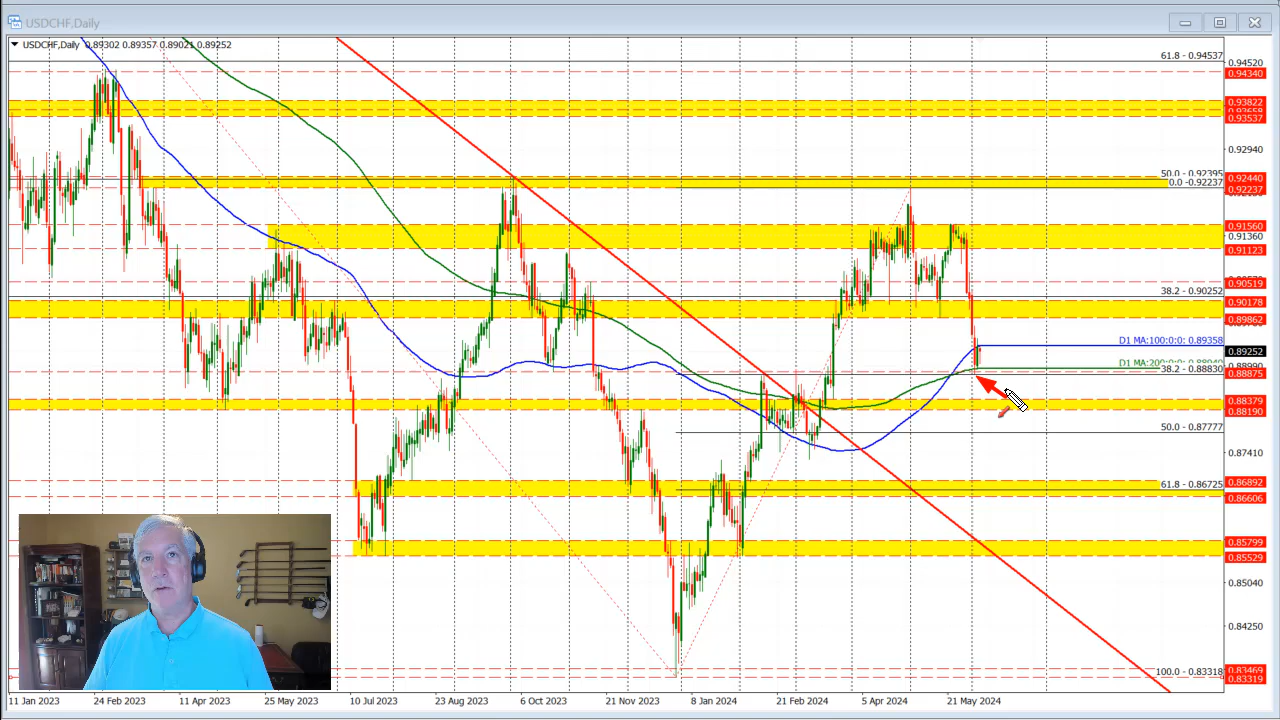 USDCHF,Daily
USDCHF,Daily 0.89302 0.89357 0.89021 0.89252
61.8 - 0.94537
0.94520
0.94340
0.93822
0.93537
0.92940
50.0 - 0.92395
0.0 -0.92237
0.92440
0.92237
0.91560
0.91360
0.91123
0.90519
38.2 - 0.90252
0.90178
0.89862
D1 MA:100:0:0: 0.89358
0.89252
38.2 - 0.88830
0.88875
0.88379
0.88190
50.0 - 0.87777
0.87410
61.8 - 0.86725
0.86892
0.86606
0.85799
0.85529
0.85040
0.84250
100.0 - 0.83318
0.83469
0.83319
11 Jan 2023 24 Feb 2023 11 Apr 2023 25 May 2023 10 Jul 2023 23 Aug 2023 6 Oct 2023 21 Nov 2023 8 Jan 2024 21 Feb 2024 5 Apr 2024 21 May 2024